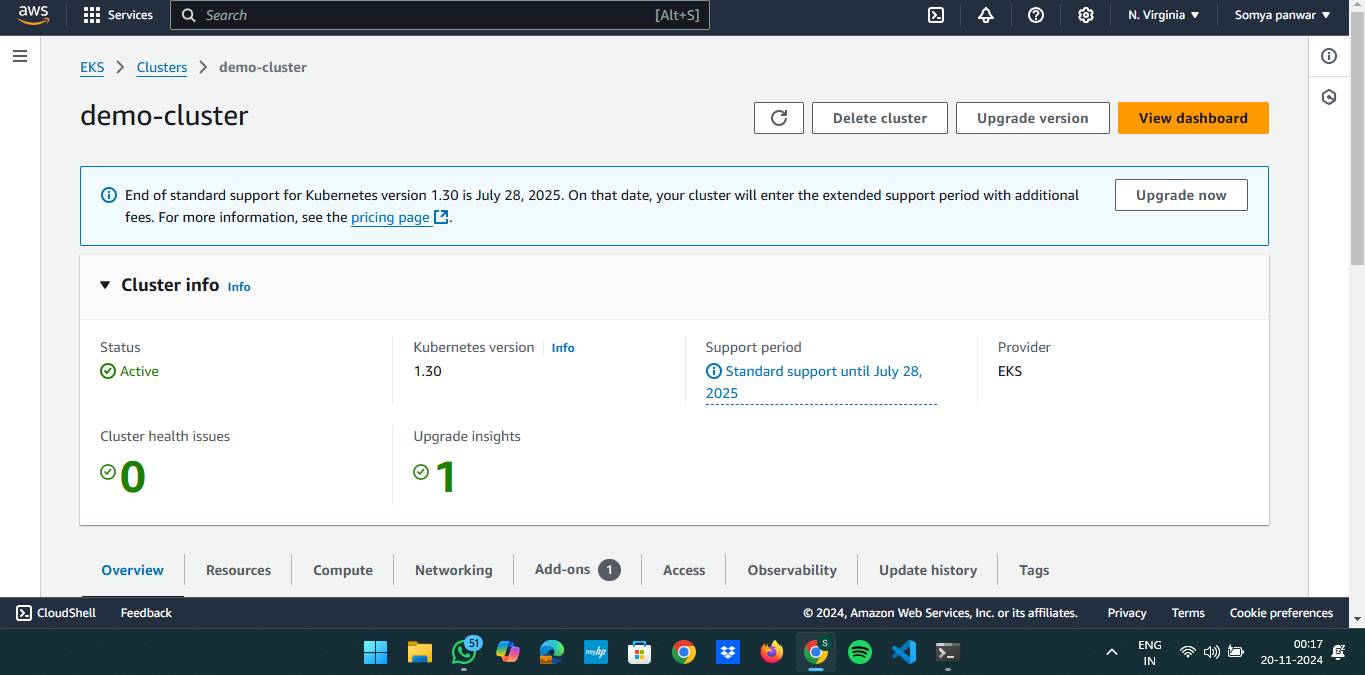 aws
Services
Search [Alt+S]
N. Virginia
Somya panwar
EKS
Clusters
demo-cluster
demo-cluster
Delete cluster
Upgrade version
View dashboard
End of standard support for Kubernetes version 1.30 is July 28, 2025. On that date, your cluster will enter the extended support period with additional
fees. For more information, see the pricing page.
Upgrade now
Cluster info Info
Status
Active
Kubernetes version Info
1.30
Support period
Standard support until July 28,
2025
Provider
EKS
Cluster health issues
0
Upgrade insights
1
Overview
Resources
Compute
Networking
Add-ons 1
Access
Observability
Update history
Tags
CloudShell
Feedback
© 2024, Amazon Web Services, Inc. or its affiliates.
Privacy
Terms
Cookie preferences
51
myhp
S
ENG
IN
00:17
20-11-2024